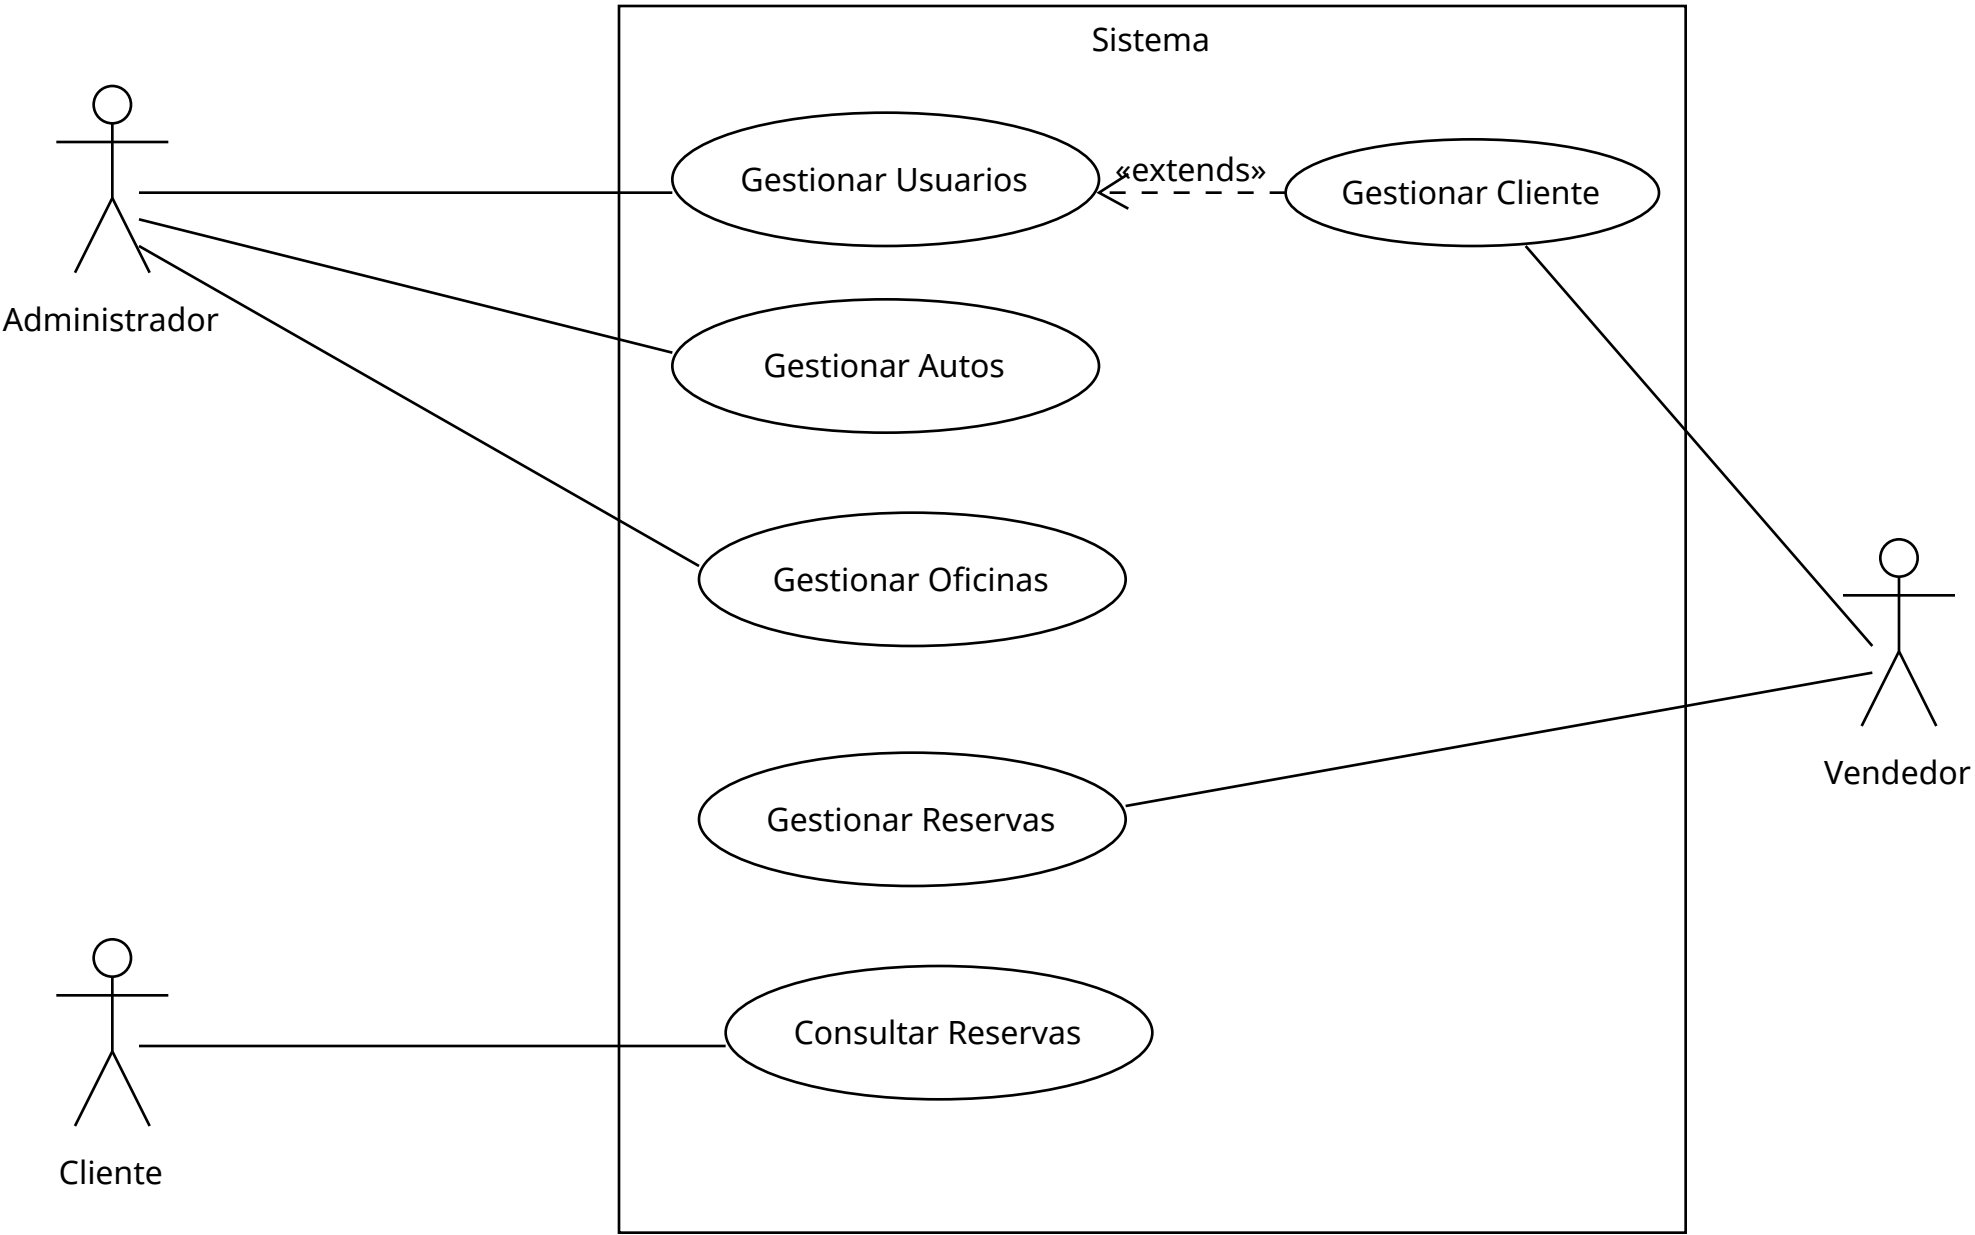 Sistema
Gestionar Usuarios
«extends»
Gestionar Cliente
Administrador
Gestionar Autos
Gestionar Oficinas
Vendedor
Gestionar Reservas
Consultar Reservas
Cliente